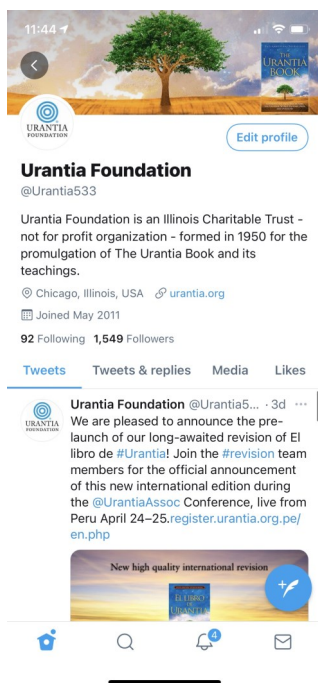 11:44
THE
URANTIA
BOOK
URANTIA
FOUNDATION
Edit profile
Urantia Foundation
@Urantia533
Urantia Foundation is an Illinois Charitable Trust -
not for profit organization - formed in 1950 for the
promulgation of The Urantia Book and its
teachings.
Chicago, Illinois, USA urantia.org
Joined May 2011
92 Following 1,549 Followers
Tweets Tweets & replies Media Likes
URANTIA
FOUNDATION
Urantia Foundation @Urantia5... · 3d ...
We are pleased to announce the pre-
launch of our long-awaited revision of El
libro de #Urantia! Join the #revision team
members for the official announcement
of this new international edition during
the @UrantiaAssoc Conference, live from
Peru April 24–25.register.urantia.org.pe/
en.php
New high quality international revision
EL LIBRO
DE
URANTIA
4